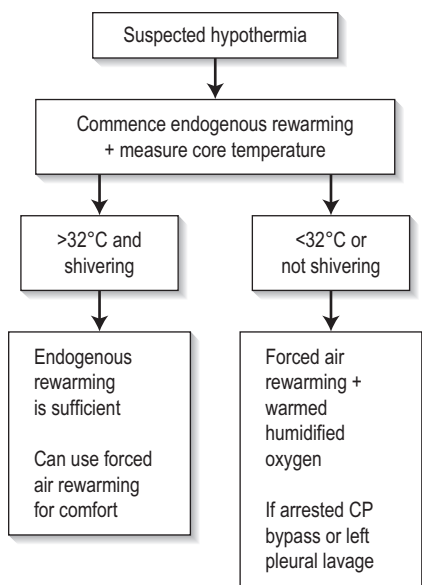 Suspected hypothermia
Commence endogenous rewarming
+ measure core temperature
>32°C and
shivering
<32°C or
not shivering
Endogenous
rewarming
is sufficient
Can use forced
air rewarming
for comfort
Forced air
rewarming +
warmed
humidified
oxygen
If arrested CP
bypass or left
pleural lavage